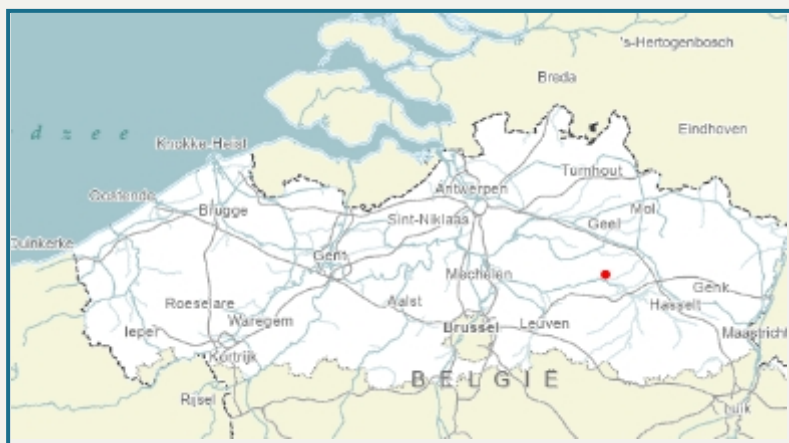 's-Hertogenbosch
Breda
Eindhoven
d z e e
Knokke-Heist
Turnhout
Oostende
Antwerpen
Brugge
Mol
Sint-Niklaas
Geel
Duinkerke
Gent
Mechelen
Genk
Roeselare
Aalst
Hasselt
Ieper
Waregem
Brussel
Leuven
Maastricht
Kortrijk
BELGIË
Rijsel
Luik